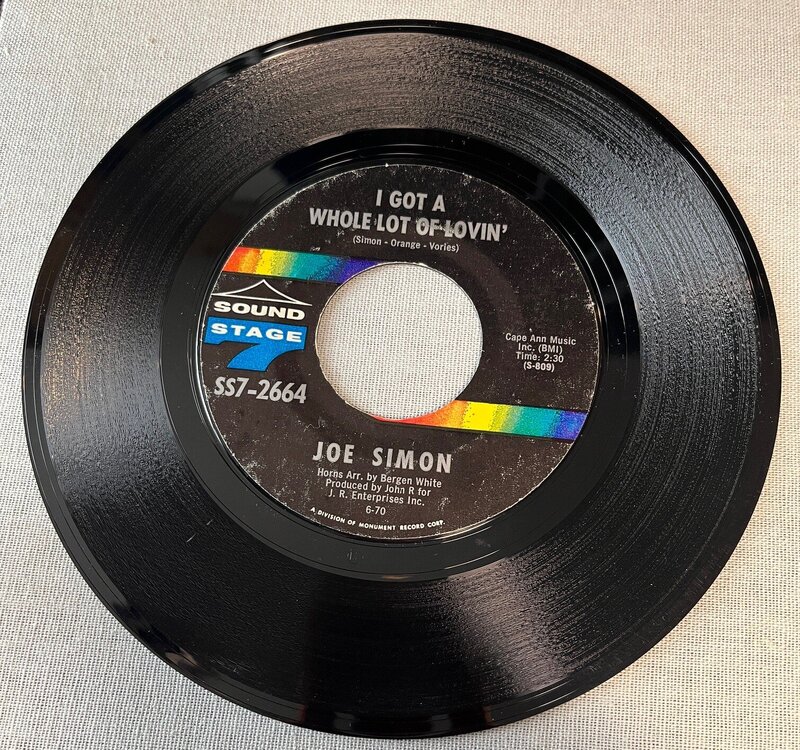 I GOT A
WHOLE LOT OF LOVIN'
(Simon - Orange - Vorles)
SOUND
STAGE
7
SS7-2664
Cape Ann Music
Inc. (BMI)
Time: 2:30
(S-809)
JOE SIMON
Horns Arr. by Bergen White
Produced by John R for
J. R. Enterprises Inc.
6-70
A DIVISION OF MONUMENT RECORD CORP.